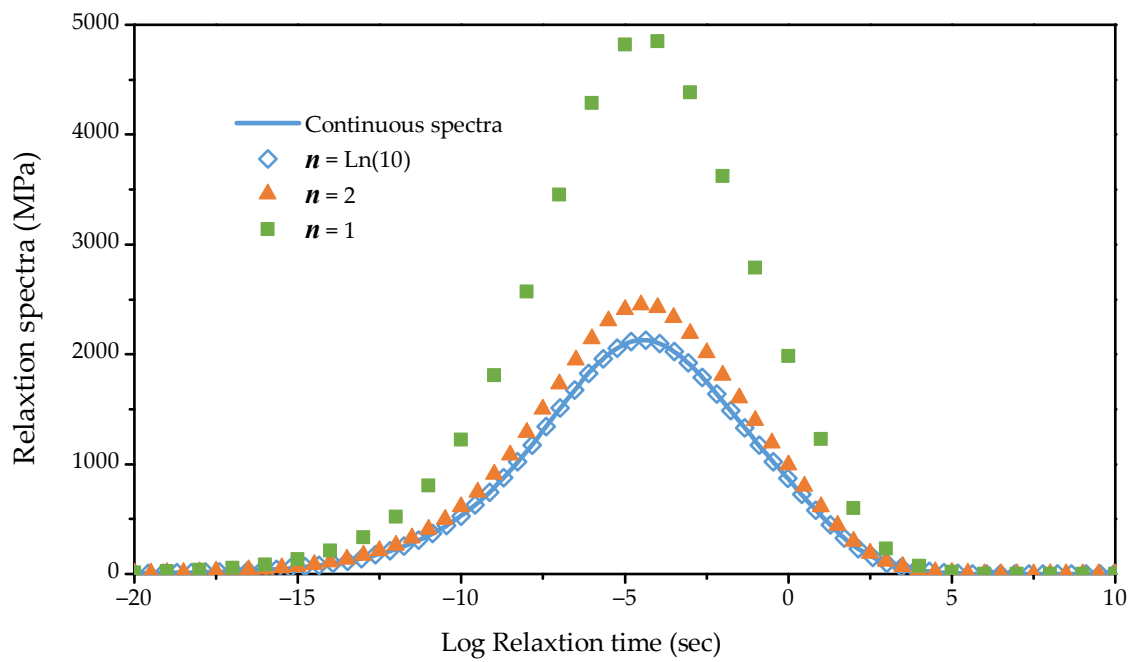 5000
4000
3000
2000
1000
0
Relaxtion spectra (MPa)
Continuous spectra
n = Ln(10)
n = 2
n = 1
−20
−15
−10
−5
0
5
10
Log Relaxtion time (sec)